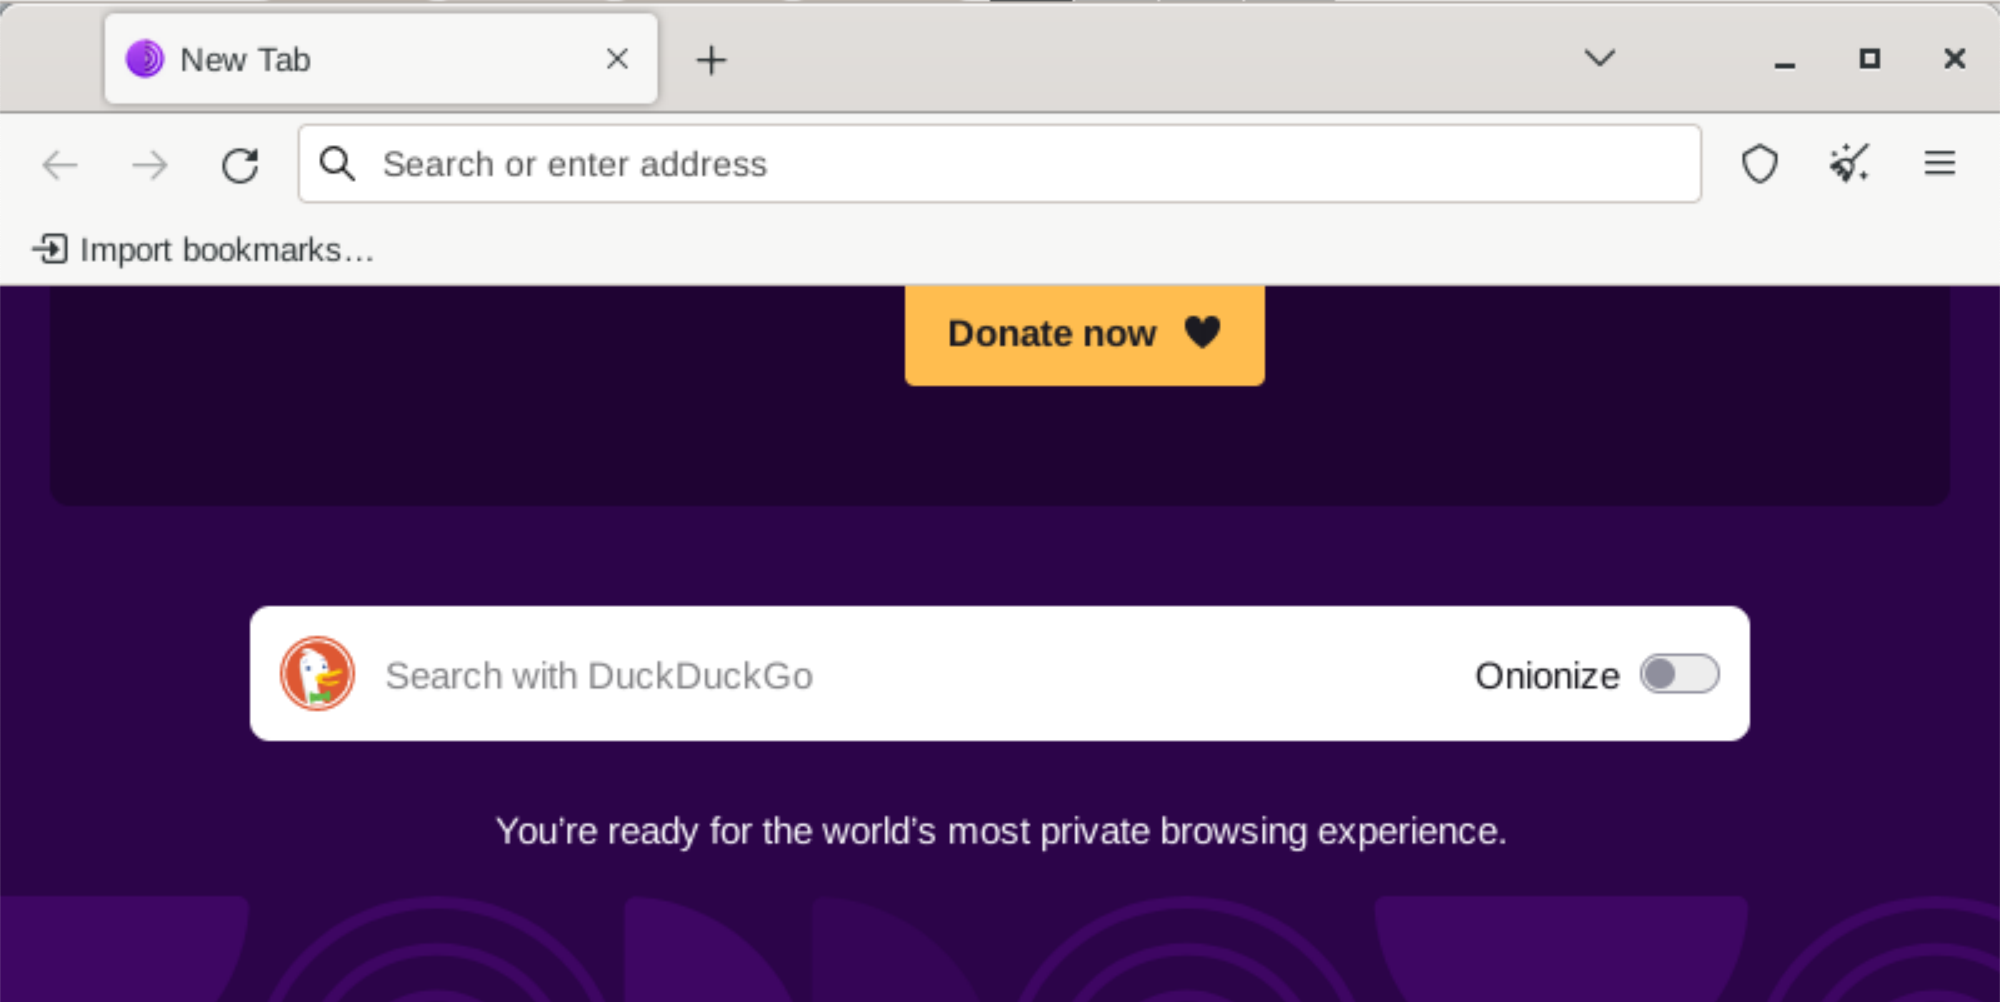 New Tab
Search or enter address
Import bookmarks…
Donate now
Search with DuckDuckGo
Onionize
You’re ready for the world’s most private browsing experience.